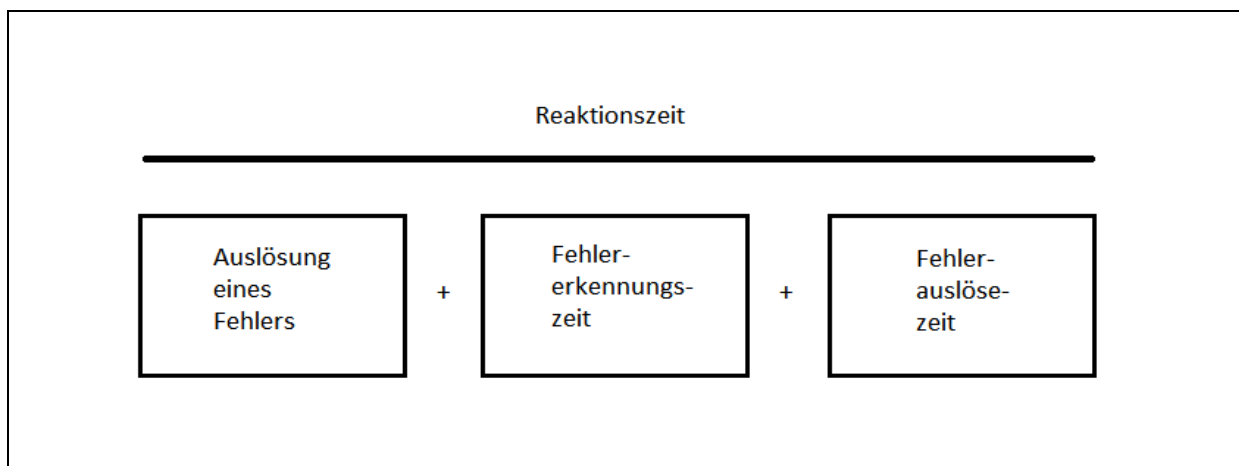 Reaktionszeit
Auslösung
eines
Fehlers
+
Fehler-
erkennungs-
zeit
+
Fehler-
auslöse-
zeit